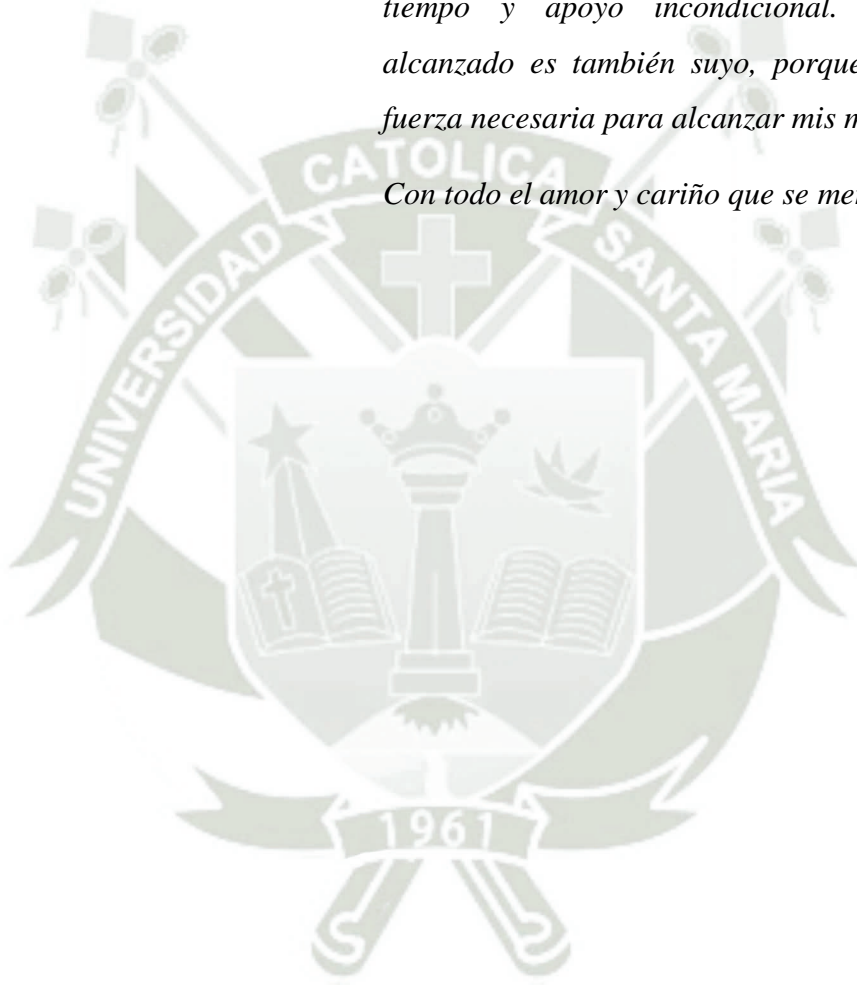 tiempo y apoyo incondicional.
alcanzado es también suyo, porque
fuerza necesaria para alcanzar mis
Con todo el amor y cariño que se
UNIVERSIDAD CATOLICA SANTA MARIA
1961